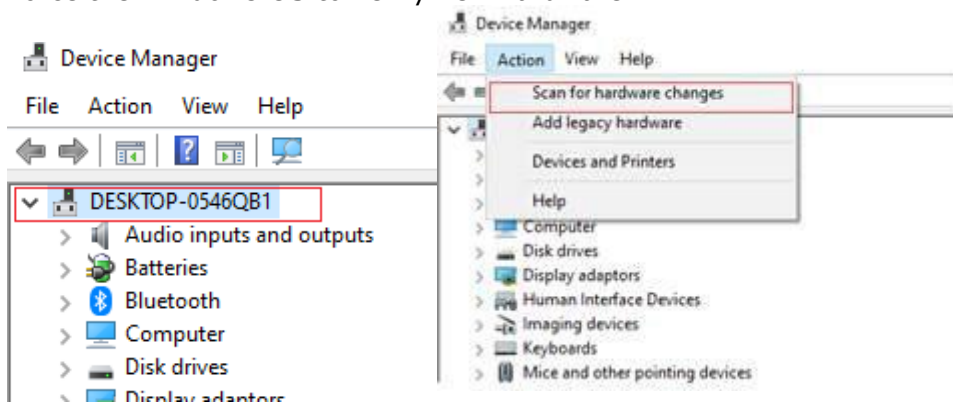 Device Manager
File Action View Help
DESKTOP-0546QB1
Audio inputs and outputs
Batteries
Bluetooth
Computer
Disk drives
Display adaptors
Device Manager
File Action View Help
Scan for hardware changes
Add legacy hardware
Devices and Printers
Help
Computer
Disk drives
Display adaptors
Human Interface Devices
Imaging devices
Keyboards
Mice and other pointing devices